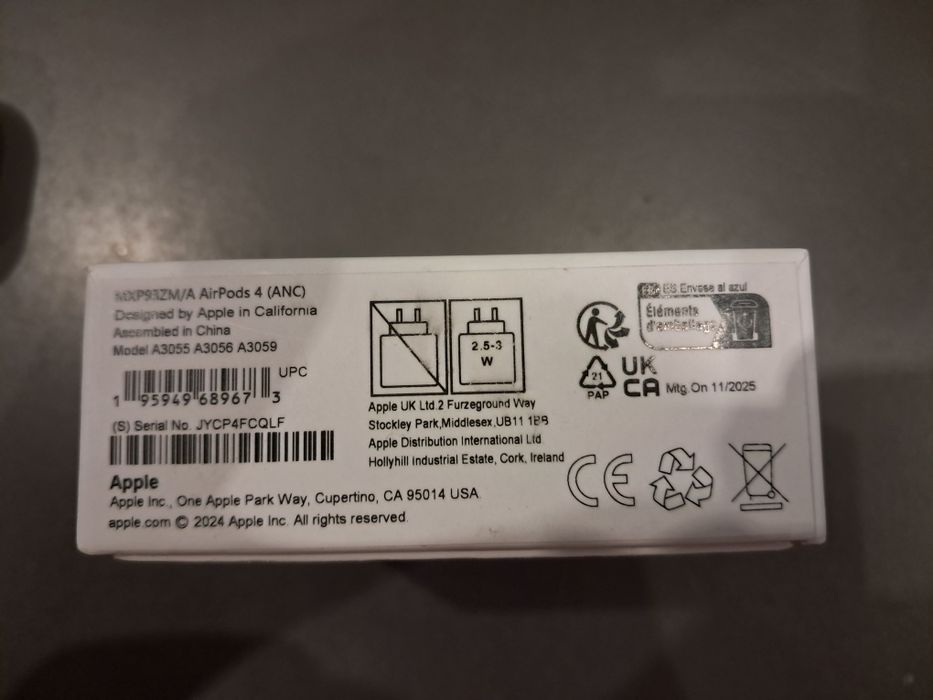 MXP93ZM/A AirPods 4 (ANC)
Designed by Apple in California
Assembled in China
Model A3055 A3056 A3059
UPC
1 95949 68967 3
(S) Serial No. JYCP4FCQLF
Apple
Apple Inc., One Apple Park Way, Cupertino, CA 95014 USA.
apple.com © 2024 Apple Inc. All rights reserved.
2.5-3
W
Apple UK Ltd.2 Furzeground Way
Stockley Park,Middlesex,UB11 1BB
Apple Distribution International Ltd
Hollyhill Industrial Estate, Cork, Ireland
ES Envase al azul
Éléments
d'emballage
21
PAP
UK
CA
Mfg On 11/2025
CE